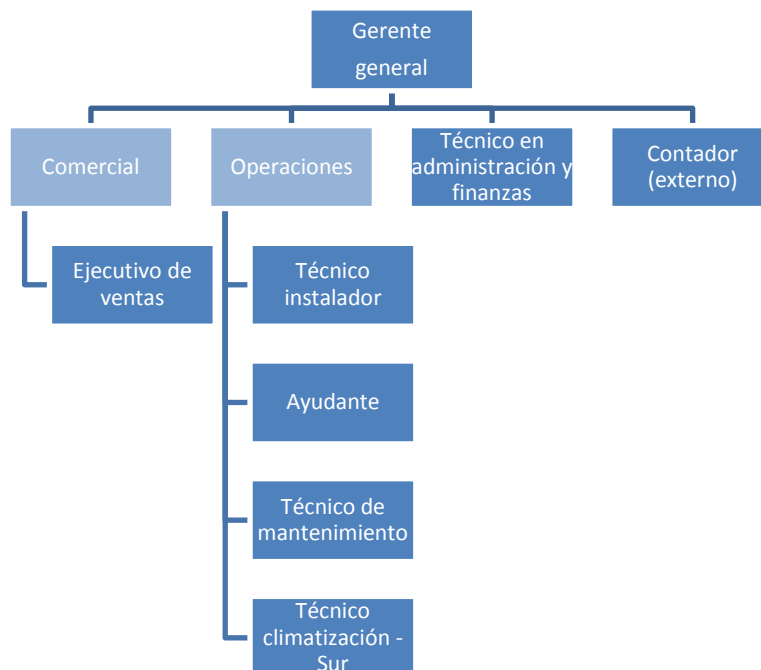 Gerente
general
Comercial
Operaciones
Técnico en
administración y
finanzas
Contador
(externo)
Ejecutivo de
ventas
Técnico
instalador
Ayudante
Técnico de
mantenimiento
Técnico
climatización -
Sur